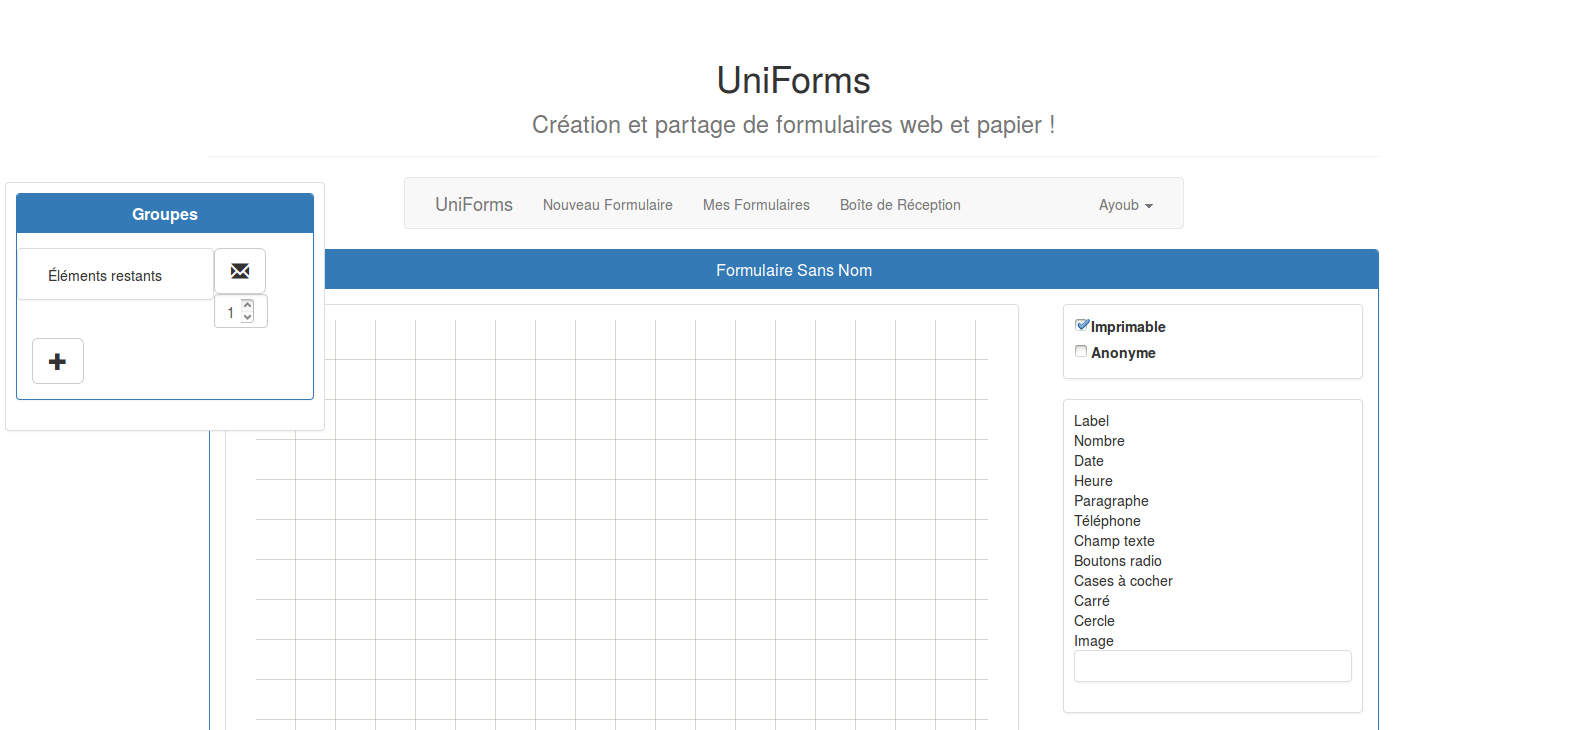 UniForms
Création et partage de formulaires web et papier !
UniForms Nouveau Formulaire Mes Formulaires Boîte de Réception Ayoub
Groupes
Éléments restants
1
Formulaire Sans Nom
Imprimable
Anonyme
Label
Nombre
Date
Heure
Paragraphe
Téléphone
Champ texte
Boutons radio
Cases à cocher
Carré
Cercle
Image